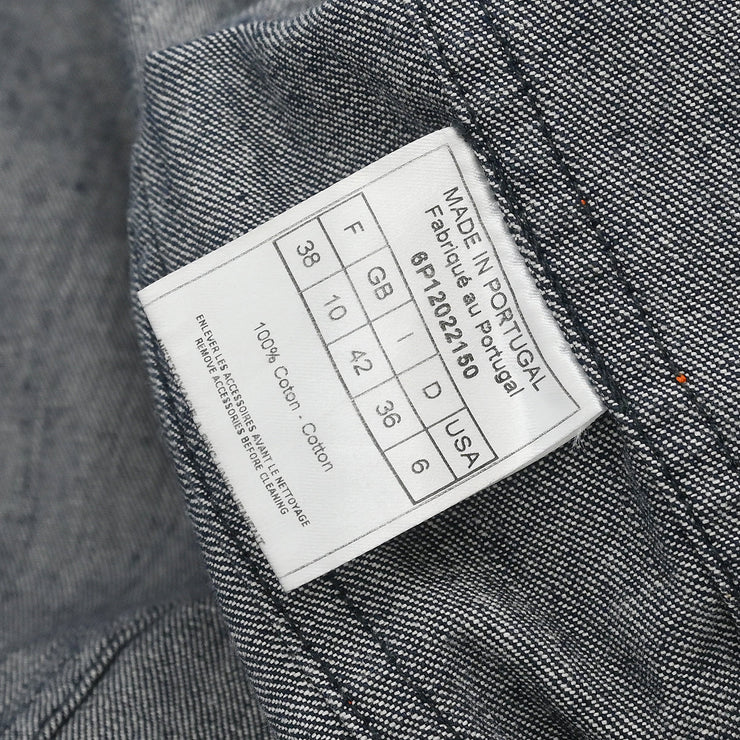 MADE IN PORTUGAL
Fabriqué au Portugal
6P12022150
F GB I D USA
38 10 42 36 6
100% Coton - Cotton
ENLEVER LES ACCESSOIRES AVANT LE NETTOYAGE
REMOVE ACCESSORIES BEFORE CLEANING